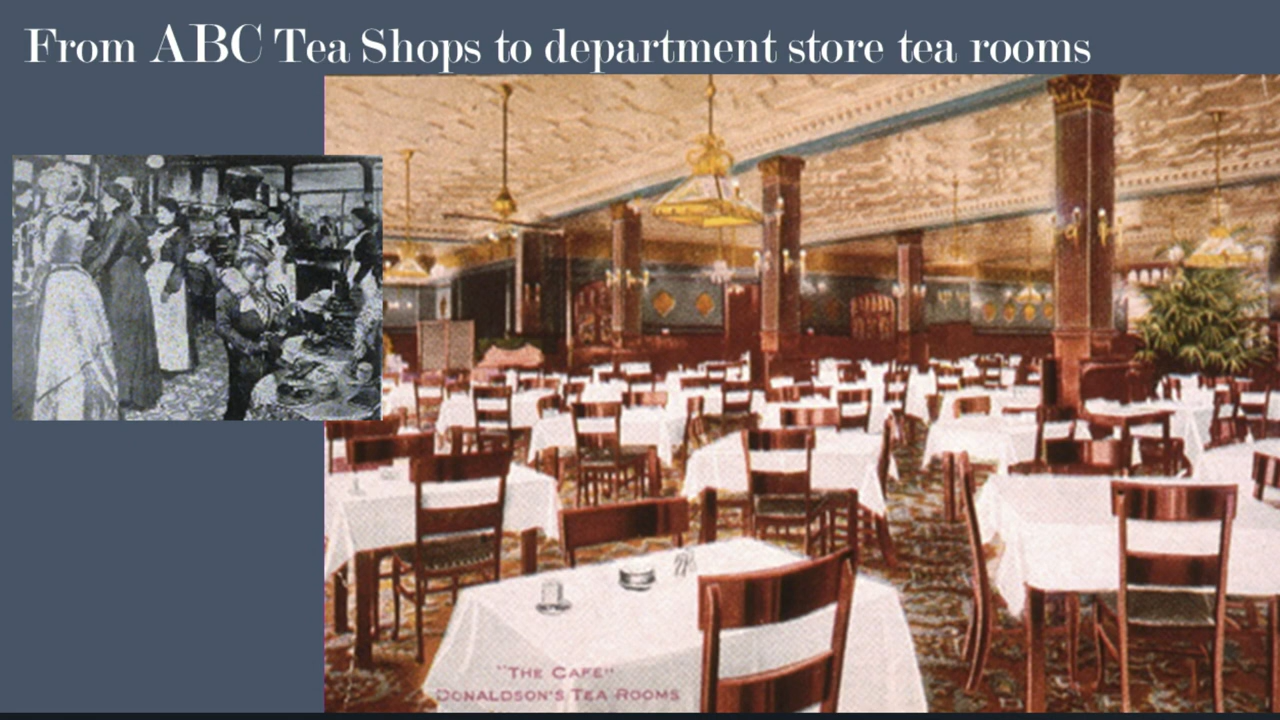 From ABC Tea Shops to department store tea rooms
"THE CAFE"
DONALDSON'S TEA ROOMS